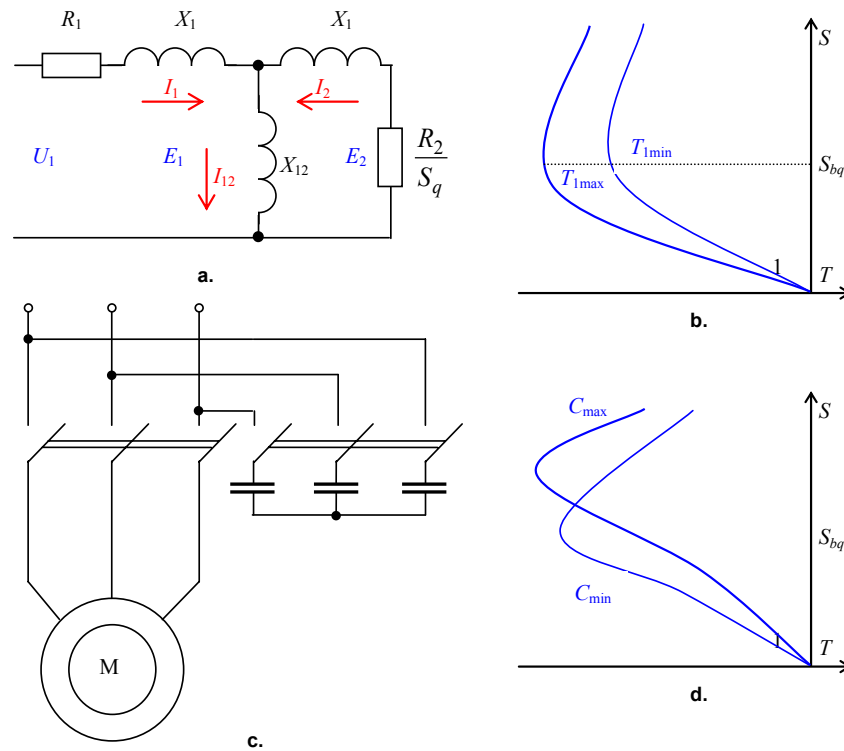 R1 X1 X1
I1 I2
U1 E1 I12 X12 E2 R2/Sq
a.
S
T1min
Sbq
T1max
1 T
b.
M
c.
Cmax S
Sbq
Cmin
1 T
d.